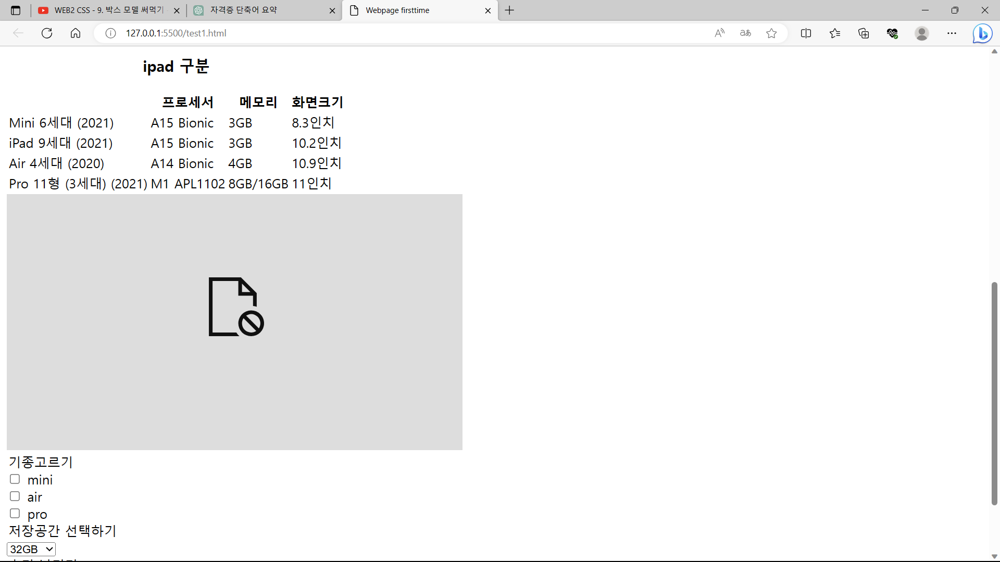 WEB2 CSS - 9. 박스 모델 써먹기
자격증 단축어 요약
Webpage firsttime
127.0.0.1:5500/test1.html
ipad 구분
프로세서 메모리 화면크기
Mini 6세대 (2021) A15 Bionic 3GB 8.3인치
iPad 9세대 (2021) A15 Bionic 3GB 10.2인치
Air 4세대 (2020) A14 Bionic 4GB 10.9인치
Pro 11형 (3세대) (2021) M1 APL1102 8GB/16GB 11인치
기종고르기
mini
air
pro
저장공간 선택하기
32GB